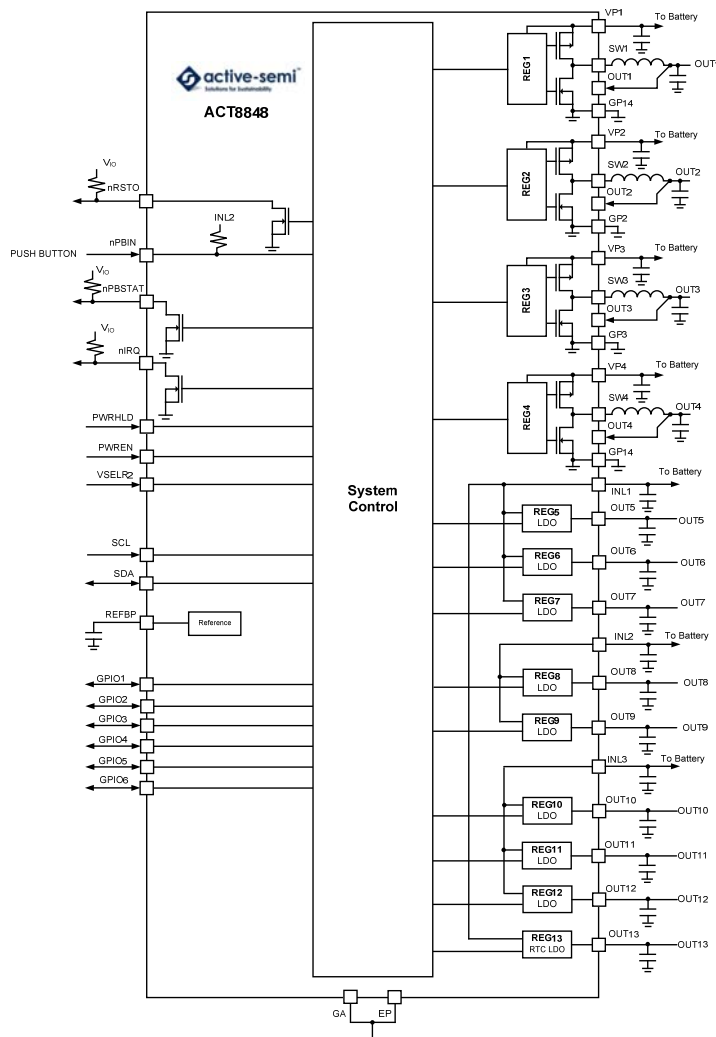 active-semi™
Solutions for Sustainability
ACT8848
System
Control
VIO
nRSTO
INL2
PUSH BUTTON
nPBIN
VIO
nPBSTAT
VIO
nIRQ
PWRHLD
PWREN
VSELR2
SCL
SDA
REFBP
Reference
GPIO1
GPIO2
GPIO3
GPIO4
GPIO5
GPIO6
REG1
VP1
To Battery
SW1
OUT1
GP14
REG2
VP2
To Battery
SW2
OUT2
OUT2
GP2
REG3
VP3
To Battery
SW3
OUT3
OUT3
GP3
REG4
VP4
To Battery
SW4
OUT4
OUT4
GP14
To Battery
INL1
REG5
LDO
OUT5
OUT5
REG6
LDO
OUT6
OUT6
REG7
LDO
OUT7
OUT7
INL2
To Battery
REG8
LDO
OUT8
OUT8
REG9
LDO
OUT9
OUT9
INL3
To Battery
REG10
LDO
OUT10
OUT10
REG11
LDO
OUT11
OUT11
REG12
LDO
OUT12
OUT12
REG13
RTC LDO
OUT13
OUT13
GA
EP